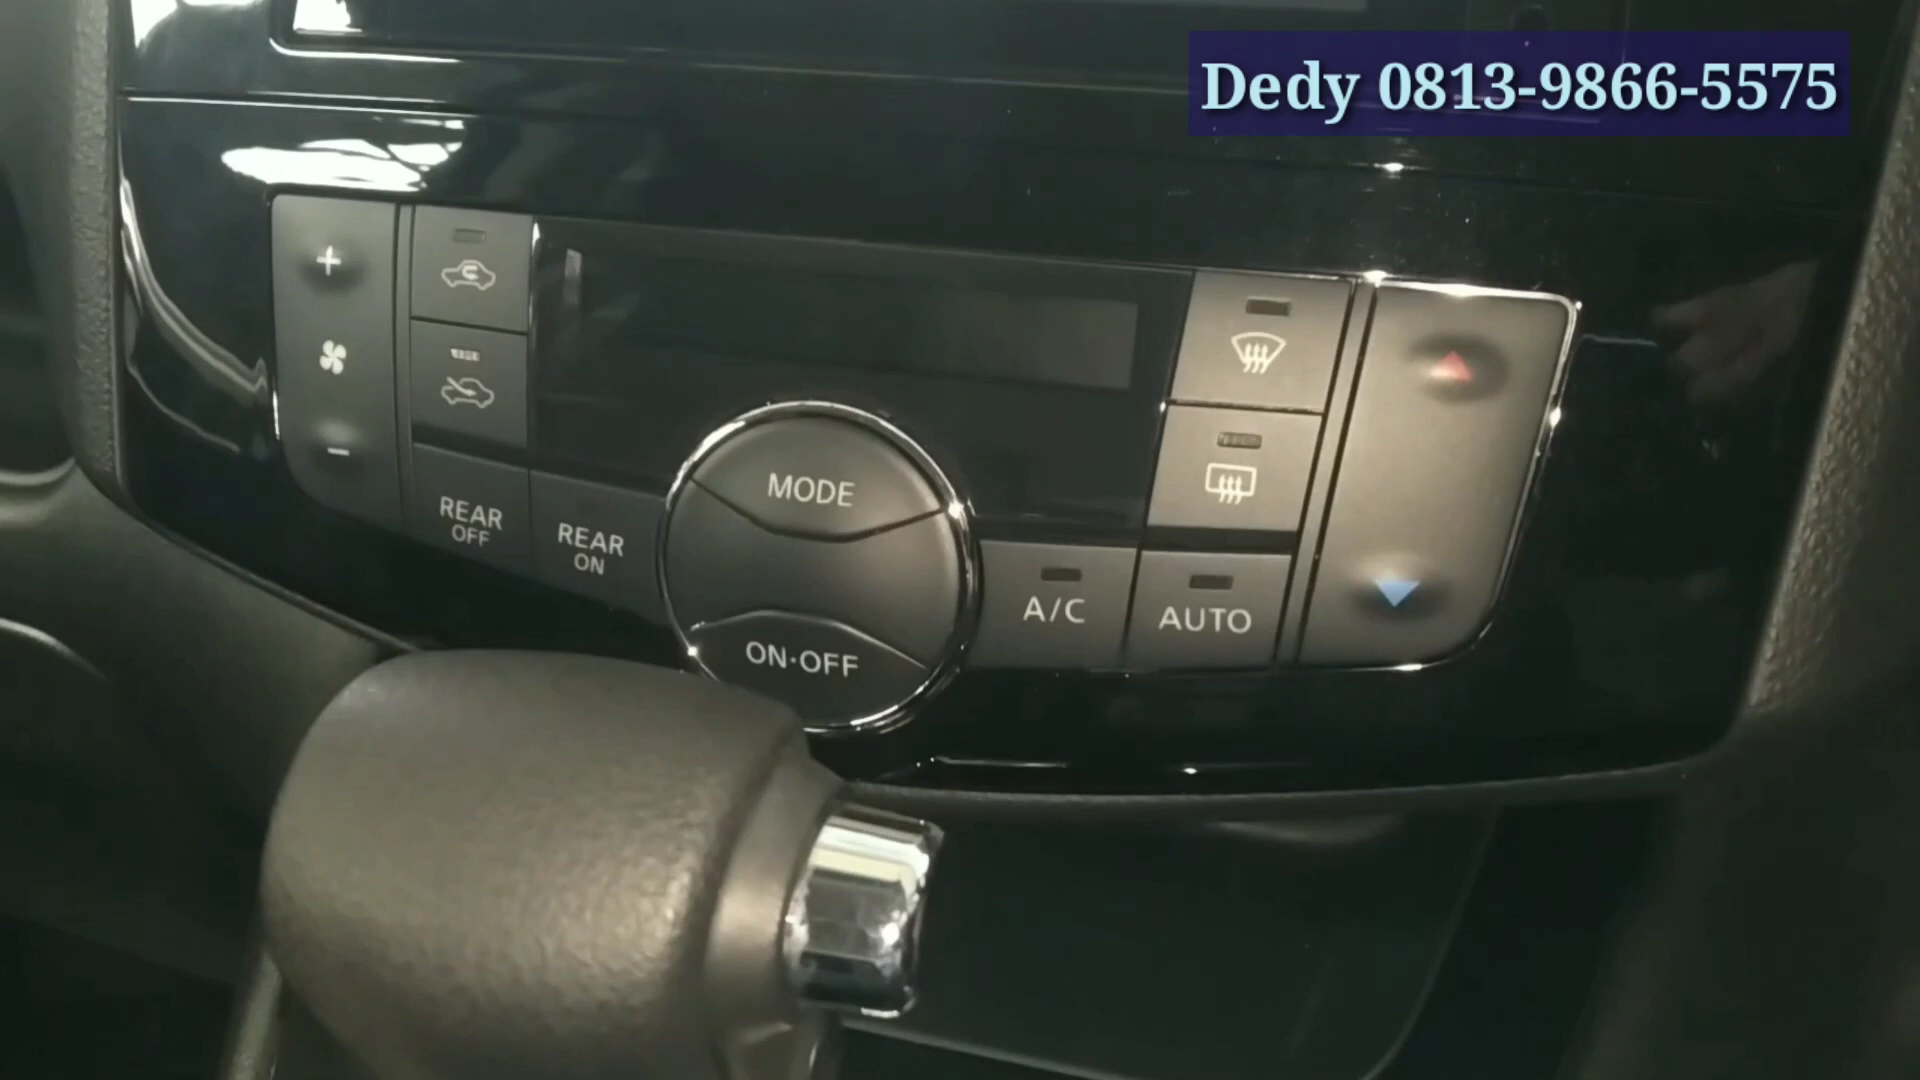 Dedy 0813-9866-5575
+
-
REAR
OFF
REAR
ON
MODE
ON·OFF
A/C
AUTO